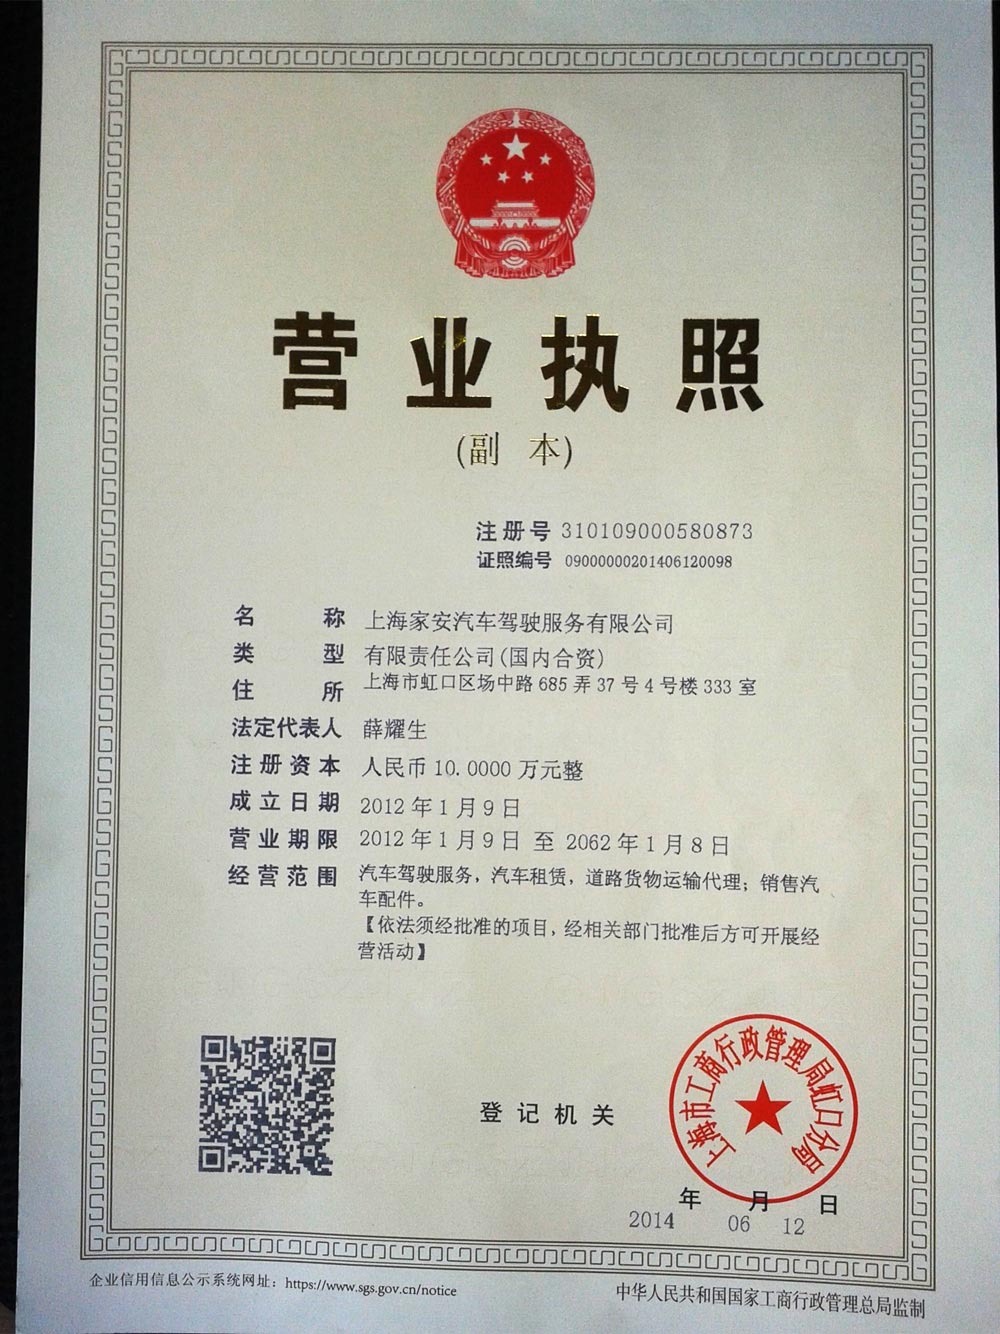 营业执照
(副 本)
注册号 310109000580873
证照编号 09000000201406120098
名称 上海家安汽车驾驶服务有限公司
类型 有限责任公司(国内合资)
住所 上海市虹口区场中路685弄37号4号楼333室
法定代表人 薛耀生
注册资本 人民币10.0000万元整
成立日期 2012年1月9日
营业期限 2012年1月9日 至 2062年1月8日
经营范围 汽车驾驶服务，汽车租赁，道路货物运输代理；销售汽
车配件。
【依法须经批准的项目，经相关部门批准后方可开展经
营活动】
登记机关
上海市工商行政管理局虹口分局
年 月 日
2014 06 12
企业信用信息公示系统网址：https://www.sgs.gov.cn/notice
中华人民共和国国家工商行政管理总局监制